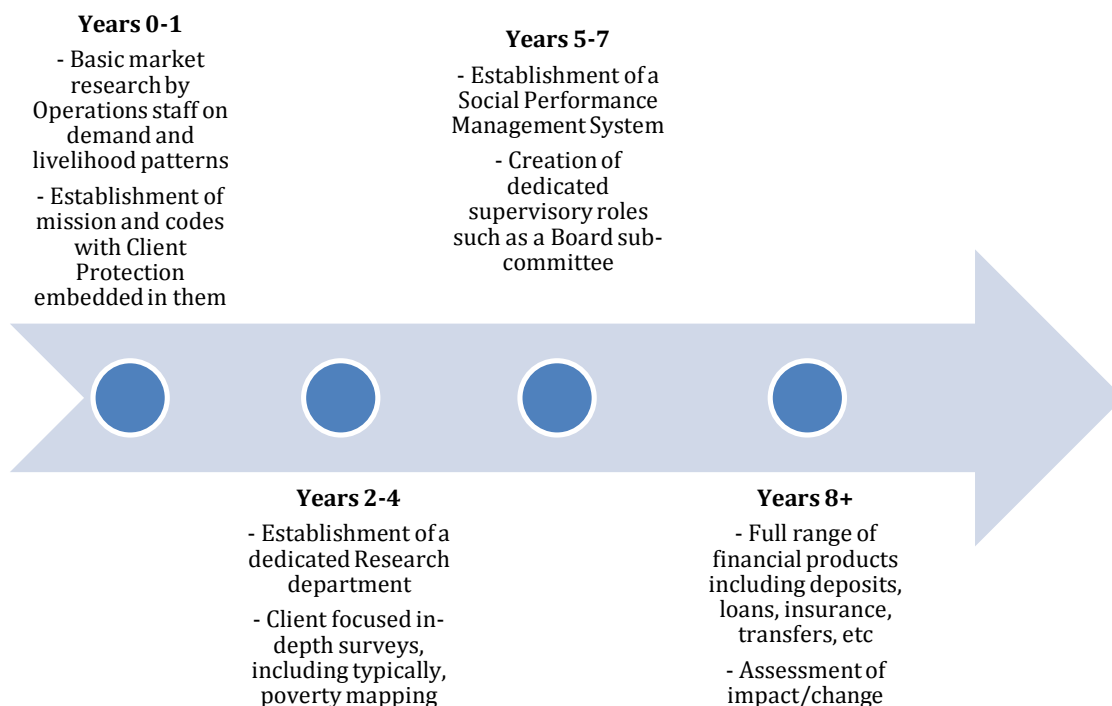 Years 0-1
- Basic market
research by
Operations staff on
demand and
livelihood patterns
- Establishment of
mission and codes
with Client
Protection
embedded in them
Years 5-7
- Establishment of a
Social Performance
Management System
- Creation of
dedicated
supervisory roles
such as a Board sub-
committee
Years 2-4
- Establishment of a
dedicated Research
department
- Client focused in-
depth surveys,
including typically,
poverty mapping
Years 8+
- Full range of
financial products
including deposits,
loans, insurance,
transfers, etc
- Assessment of
impact/change